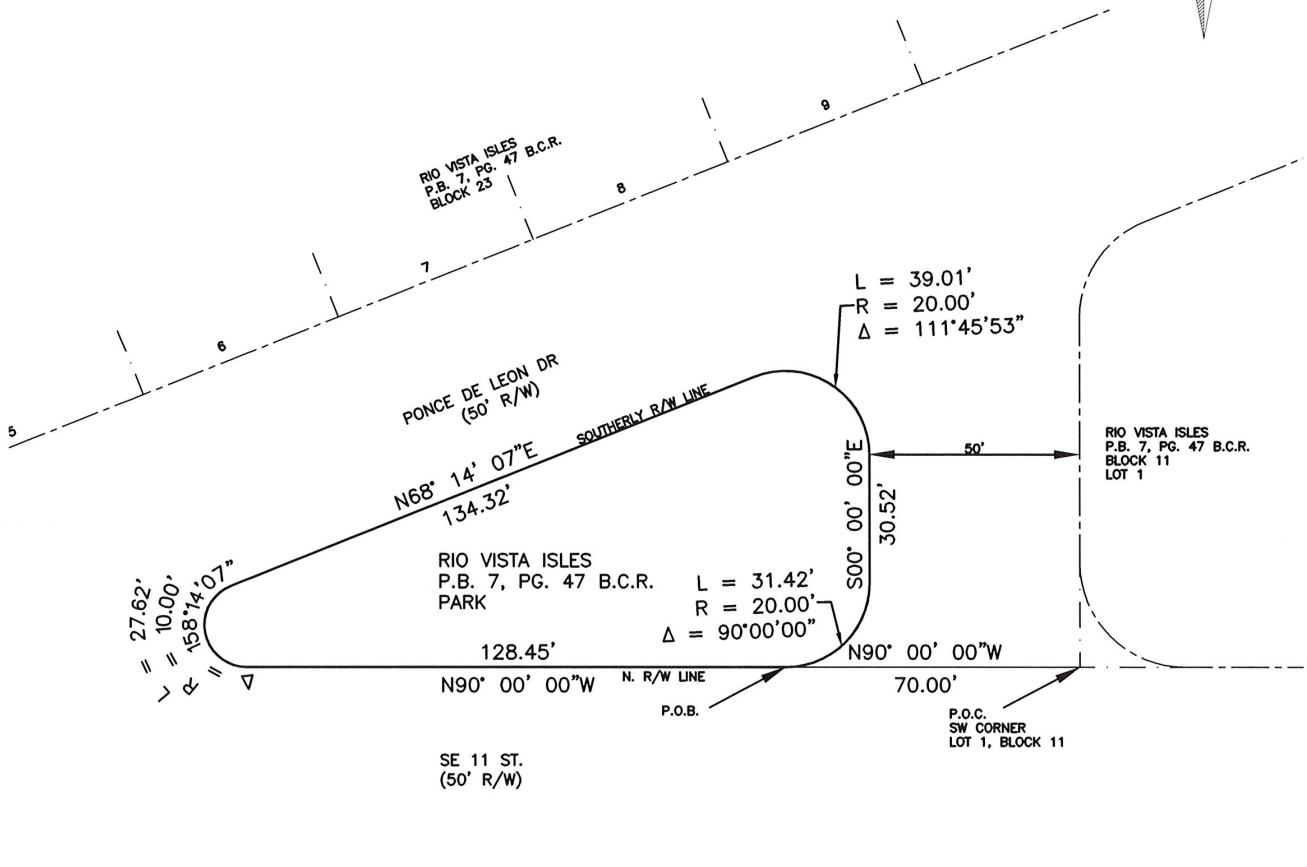 9
RIO VISTA ISLES
P.B. 7, PG. 47 B.C.R.
BLOCK 23
8
7
6
5
L = 39.01'
R = 20.00'
Δ = 111°45'53"
PONCE DE LEON DR
(50' R/W)
SOUTHERLY R/W LINE
N68° 14' 07"E
134.32'
S00° 00' 00"E
30.52'
50'
RIO VISTA ISLES
P.B. 7, PG. 47 B.C.R.
BLOCK 11
LOT 1
RIO VISTA ISLES
P.B. 7, PG. 47 B.C.R.
PARK
L = 31.42'
R = 20.00'
Δ = 90°00'00"
L = 27.62'
R = 10.00'
Δ = 158°14'07"
128.45'
N90° 00' 00"W
N. R/W LINE
N90° 00' 00"W
70.00'
P.O.B.
P.O.C.
SW CORNER
LOT 1, BLOCK 11
SE 11 ST.
(50' R/W)